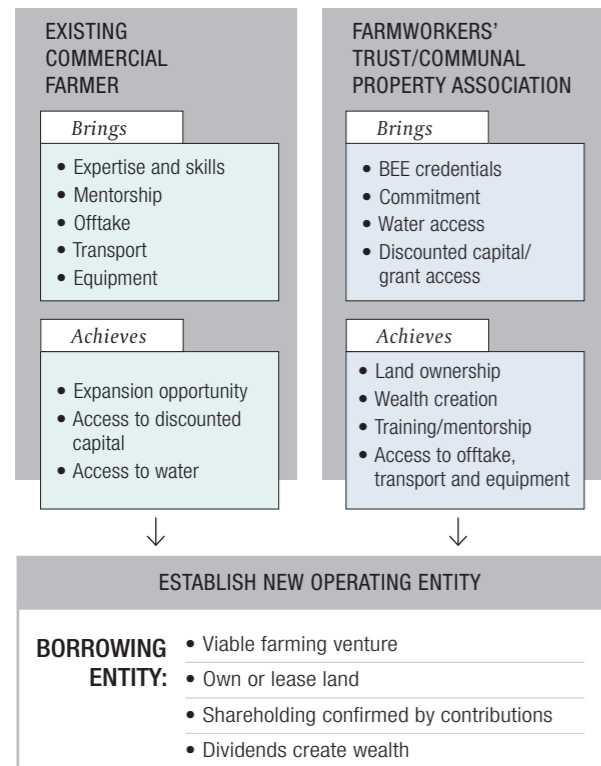 EXISTING
COMMERCIAL
FARMER
Brings
• Expertise and skills
• Mentorship
• Offtake
• Transport
• Equipment
Achieves
• Expansion opportunity
• Access to discounted
capital
• Access to water
FARMWORKERS'
TRUST/COMMUNAL
PROPERTY ASSOCIATION
Brings
• BEE credentials
• Commitment
• Water access
• Discounted capital/
grant access
Achieves
• Land ownership
• Wealth creation
• Training/mentorship
• Access to offtake,
transport and equipment
ESTABLISH NEW OPERATING ENTITY
BORROWING
ENTITY:
• Viable farming venture
• Own or lease land
• Shareholding confirmed by contributions
• Dividends create wealth